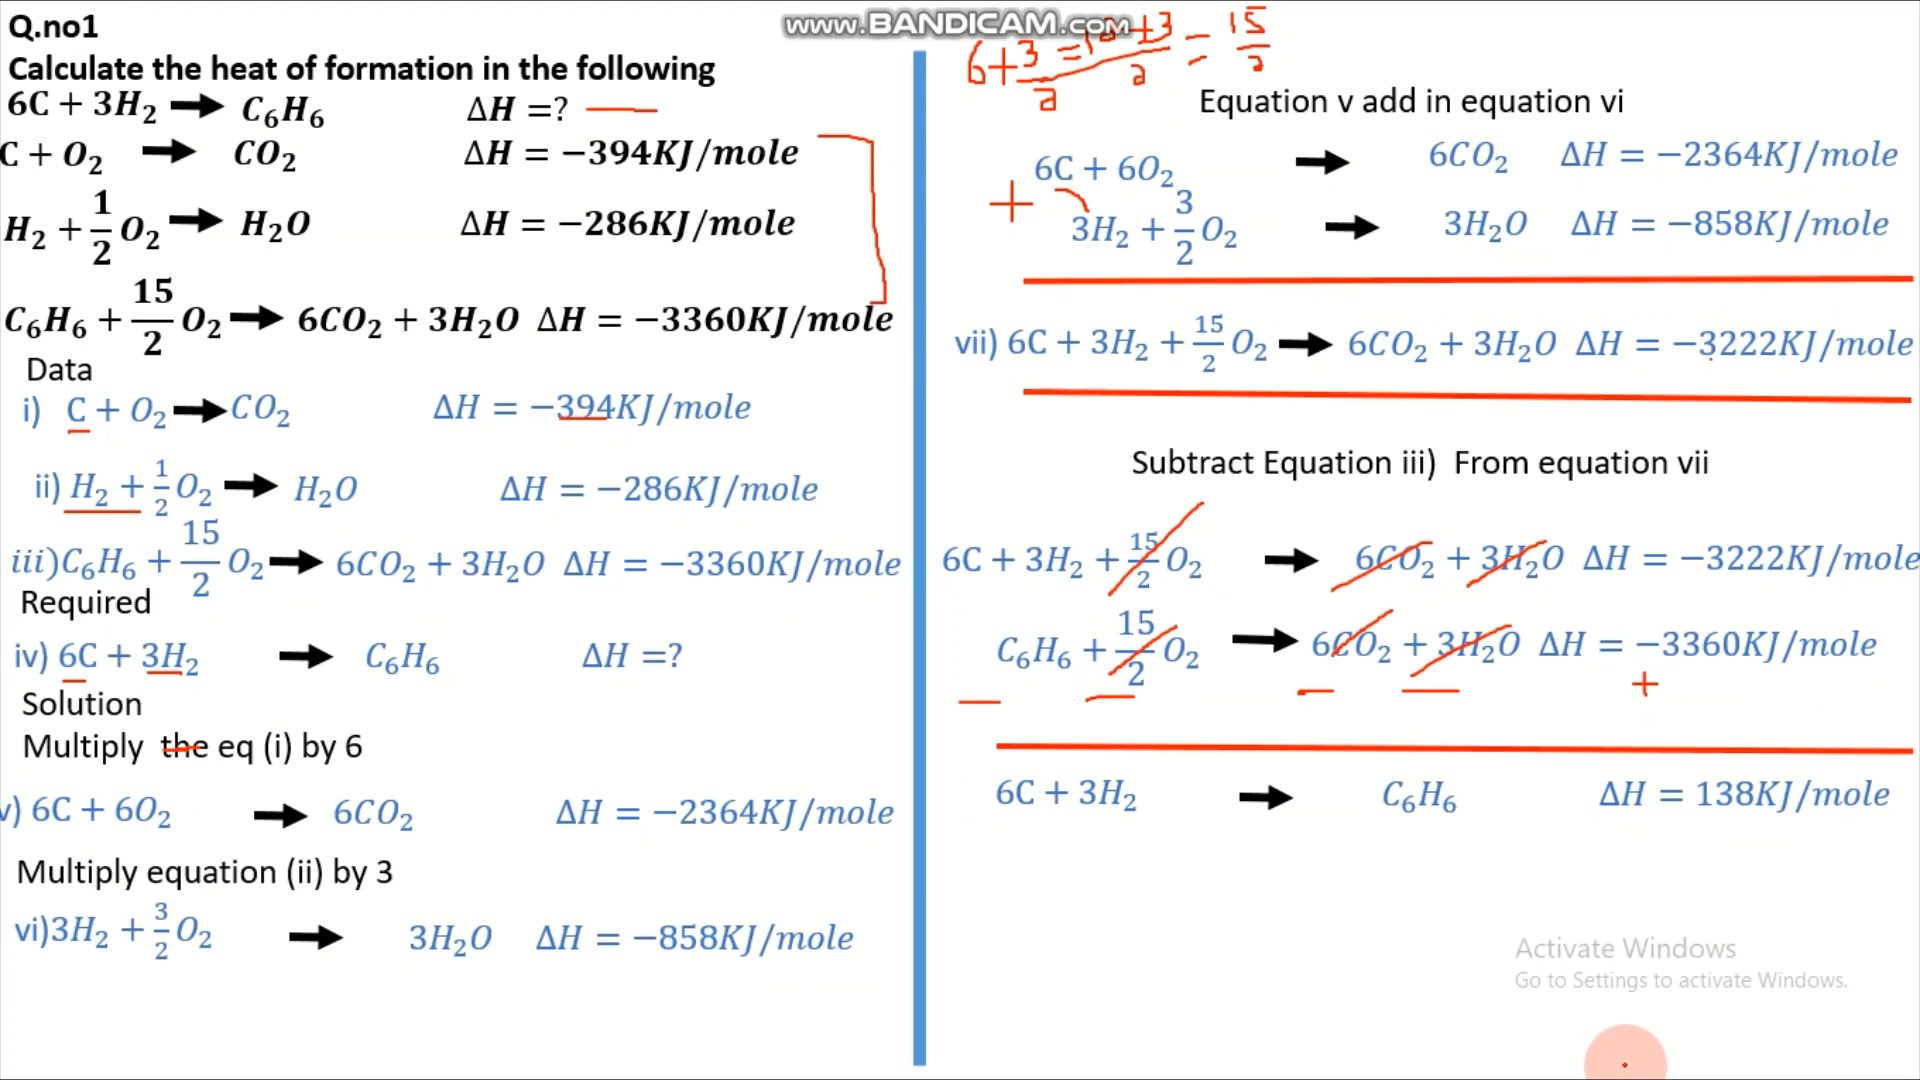 www.BANDICAM.com
Q.no1
Calculate the heat of formation in the following
6C + 3H₂ → C₆H₆ ΔH =?
C + O₂ → CO₂ ΔH = −394KJ/mole
H₂ + 1/2 O₂ → H₂O ΔH = −286KJ/mole
C₆H₆ + 15/2 O₂ → 6CO₂ + 3H₂O ΔH = −3360KJ/mole
Data
i) C + O₂ → CO₂ ΔH = −394KJ/mole
ii) H₂ + 1/2 O₂ → H₂O ΔH = −286KJ/mole
iii)C₆H₆ + 15/2 O₂ → 6CO₂ + 3H₂O ΔH = −3360KJ/mole
Required
iv) 6C + 3H₂ → C₆H₆ ΔH =?
Solution
Multiply the eq (i) by 6
v) 6C + 6O₂ → 6CO₂ ΔH = −2364KJ/mole
Multiply equation (ii) by 3
vi)3H₂ + 3/2 O₂ → 3H₂O ΔH = −858KJ/mole
6 + 3/2 = 12+3/2 = 15/2
Equation v add in equation vi
6C + 6O₂ → 6CO₂ ΔH = −2364KJ/mole
+ 3H₂ + 3/2 O₂ → 3H₂O ΔH = −858KJ/mole
vii) 6C + 3H₂ + 15/2 O₂ → 6CO₂ + 3H₂O ΔH = −3222KJ/mole
Subtract Equation iii) From equation vii
6C + 3H₂ + 15/2 O₂ → 6CO₂ + 3H₂O ΔH = −3222KJ/mole
C₆H₆ + 15/2 O₂ → 6CO₂ + 3H₂O ΔH = −3360KJ/mole
− − − − +
6C + 3H₂ → C₆H₆ ΔH = 138KJ/mole
Activate Windows
Go to Settings to activate Windows.